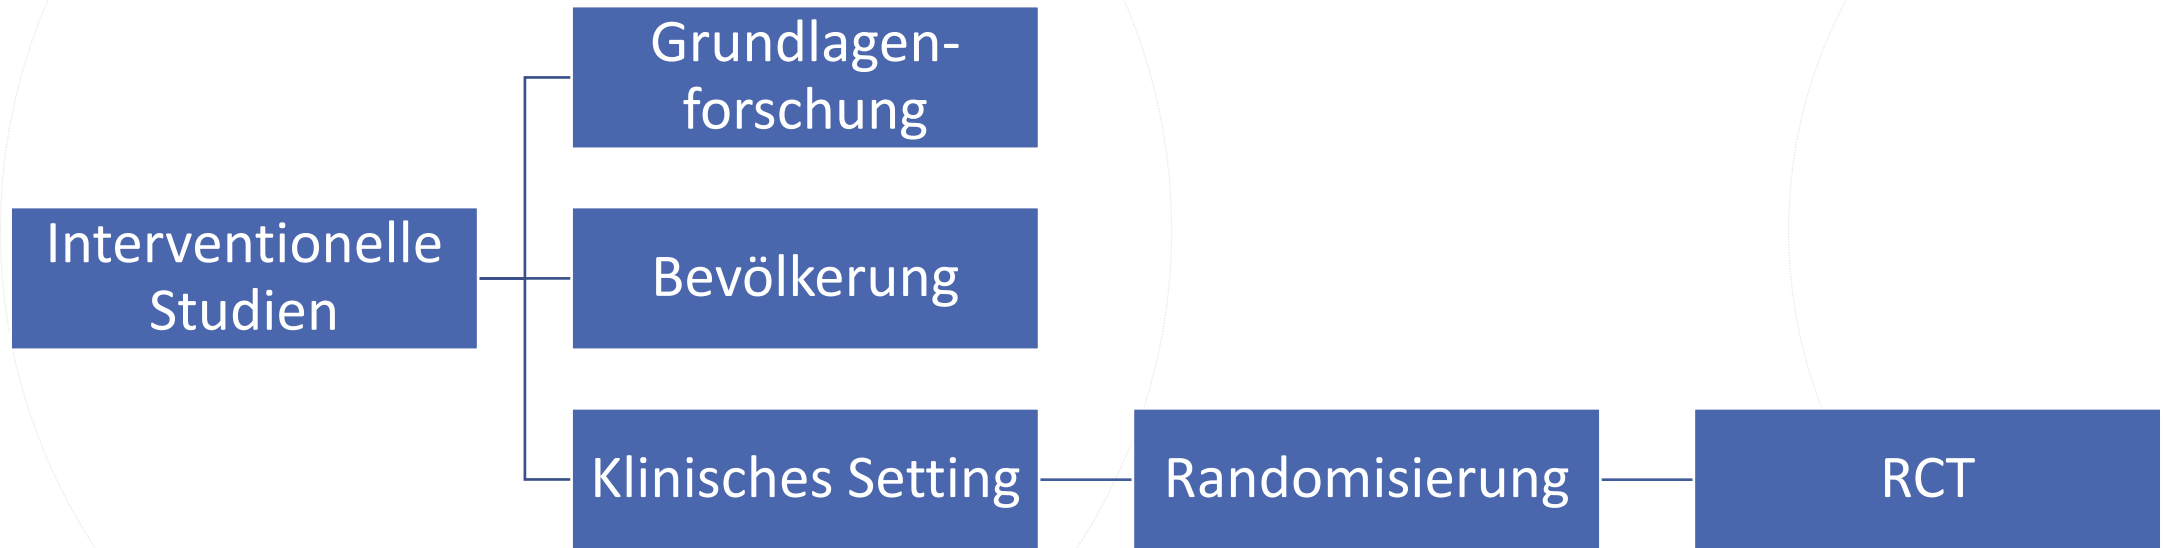 Grundlagen-
forschung
Interventionelle
Studien
Bevölkerung
Klinisches Setting
Randomisierung
RCT